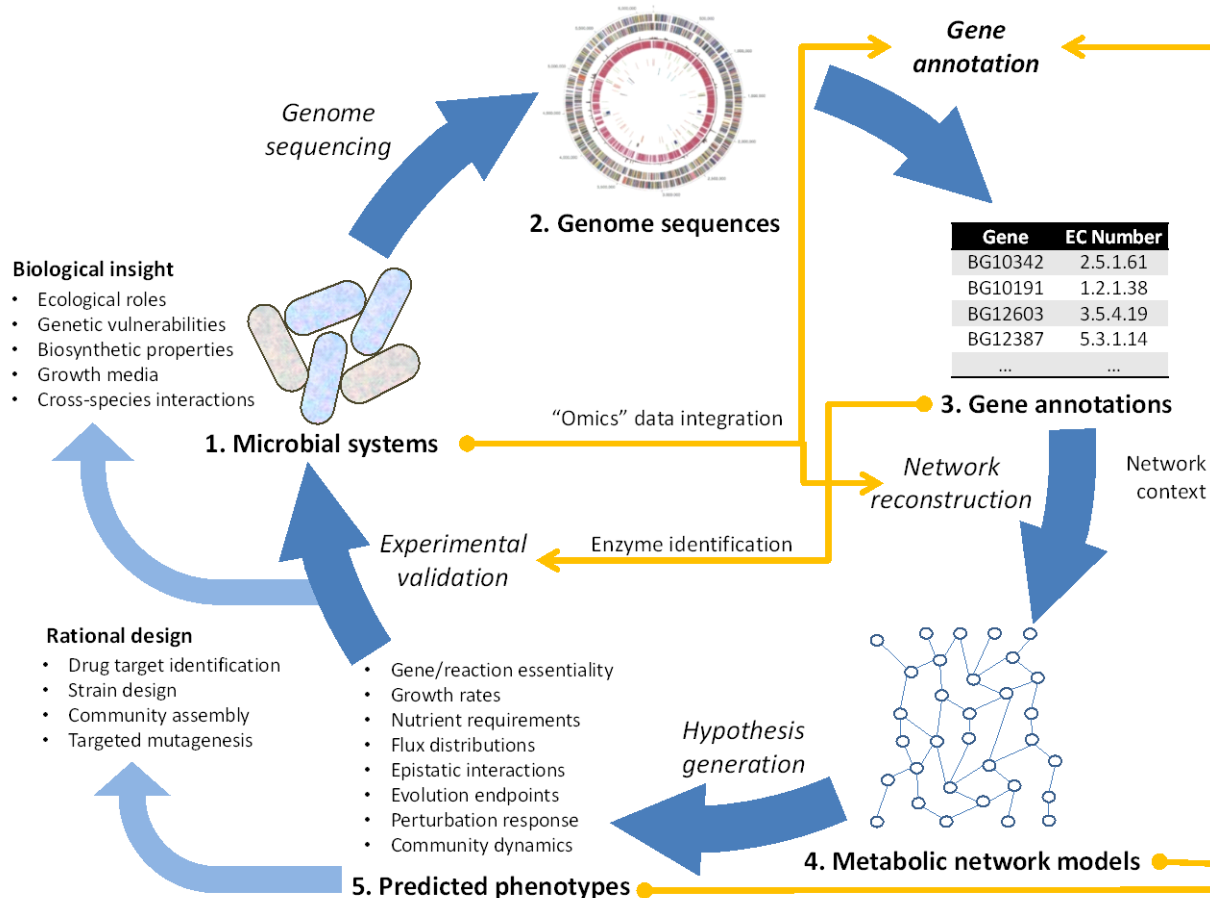 Gene
annotation
Genome
sequencing
2. Genome sequences
Gene EC Number
BG10342 2.5.1.61
BG10191 1.2.1.38
BG12603 3.5.4.19
BG12387 5.3.1.14
... ...
3. Gene annotations
Biological insight
• Ecological roles
• Genetic vulnerabilities
• Biosynthetic properties
• Growth media
• Cross-species interactions
1. Microbial systems
“Omics” data integration
Network
reconstruction
Network
context
Experimental
validation
Enzyme identification
Rational design
• Drug target identification
• Strain design
• Community assembly
• Targeted mutagenesis
• Gene/reaction essentiality
• Growth rates
• Nutrient requirements
• Flux distributions
• Epistatic interactions
• Evolution endpoints
• Perturbation response
• Community dynamics
Hypothesis
generation
4. Metabolic network models
5. Predicted phenotypes